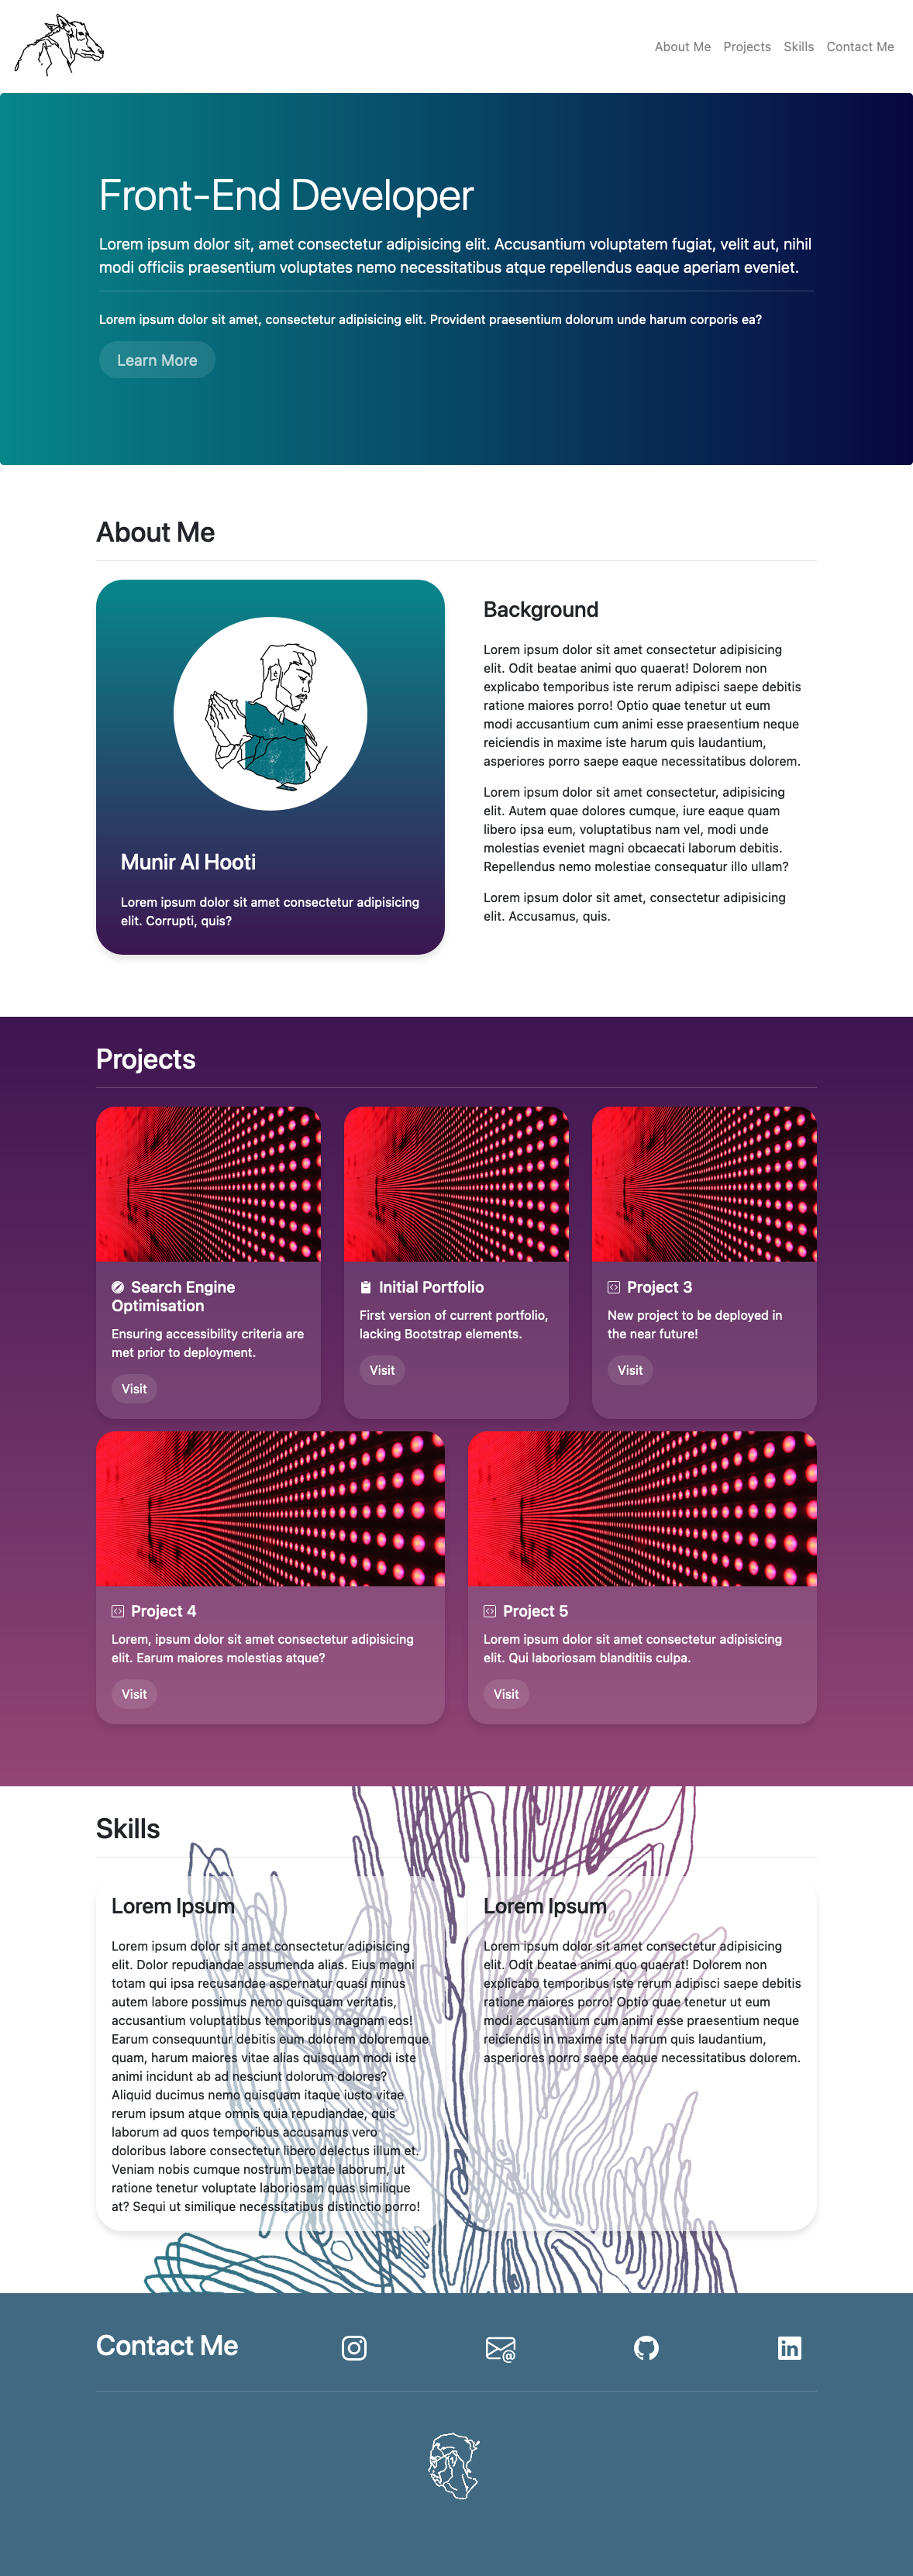 About Me Projects Skills Contact Me
Front-End Developer
Lorem ipsum dolor sit, amet consectetur adipisicing elit. Accusantium voluptatem fugiat, velit aut, nihil
modi officiis praesentium voluptates nemo necessitatibus atque repellendus eaque aperiam eveniet.
Lorem ipsum dolor sit amet, consectetur adipisicing elit. Provident praesentium dolorum unde harum corporis ea?
Learn More
About Me
Munir Al Hooti
Lorem ipsum dolor sit amet consectetur adipisicing
elit. Corrupti, quis?
Background
Lorem ipsum dolor sit amet consectetur adipisicing
elit. Odit beatae animi quo quaerat! Dolorem non
explicabo temporibus iste rerum adipisci saepe debitis
ratione maiores porro! Optio quae tenetur ut eum
modi accusantium cum animi esse praesentium neque
reiciendis in maxime iste harum quis laudantium,
asperiores porro saepe eaque necessitatibus dolorem.
Lorem ipsum dolor sit amet consectetur, adipisicing
elit. Autem quae dolores cumque, iure eaque quam
libero ipsa eum, voluptatibus nam vel, modi unde
molestias eveniet magni obcaecati laborum debitis.
Repellendus nemo molestiae consequatur illo ullam?
Lorem ipsum dolor sit amet, consectetur adipisicing
elit. Accusamus, quis.
Projects
Search Engine
Optimisation
Ensuring accessibility criteria are
met prior to deployment.
Visit
Initial Portfolio
First version of current portfolio,
lacking Bootstrap elements.
Visit
Project 3
New project to be deployed in
the near future!
Visit
Project 4
Lorem, ipsum dolor sit amet consectetur adipisicing
elit. Earum maiores molestias atque?
Visit
Project 5
Lorem ipsum dolor sit amet consectetur adipisicing
elit. Qui laboriosam blanditiis culpa.
Visit
Skills
Lorem Ipsum
Lorem ipsum dolor sit amet consectetur adipisicing
elit. Dolor repudiandae assumenda alias. Eius magni
totam qui ipsa recusandae aspernatur quasi minus
autem labore possimus nemo quisquam veritatis,
accusantium voluptatibus temporibus magnam eos!
Earum consequuntur debitis eum dolorem doloremque
quam, harum maiores vitae alias quisquam modi iste
animi incidunt ab ad nesciunt dolorum dolores?
Aliquid ducimus nemo quisquam itaque iusto vitae
rerum ipsum atque omnis quia repudiandae, quis
laborum ad quos temporibus accusamus vero
doloribus labore consectetur libero delectus illum et.
Veniam nobis cumque nostrum beatae laborum, ut
ratione tenetur voluptate laboriosam quas similique
at? Sequi ut similique necessitatibus distinctio porro!
Lorem Ipsum
Lorem ipsum dolor sit amet consectetur adipisicing
elit. Odit beatae animi quo quaerat! Dolorem non
explicabo temporibus iste rerum adipisci saepe debitis
ratione maiores porro! Optio quae tenetur ut eum
modi accusantium cum animi esse praesentium neque
reiciendis in maxime iste harum quis laudantium,
asperiores porro saepe eaque necessitatibus dolorem.
Contact Me